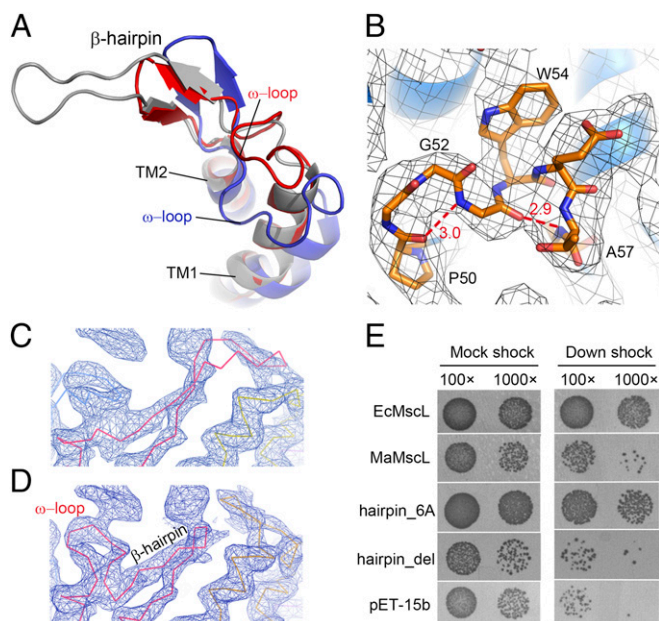 A
β-hairpin
ω-loop
TM2
ω-loop
TM1
B
W54
G52
2.9
3.0
A57
P50
C
D
ω-loop
β-hairpin
E
Mock shock Down shock
100× 1000× 100× 1000×
EcMscL
MaMscL
hairpin_6A
hairpin_del
pET-15b